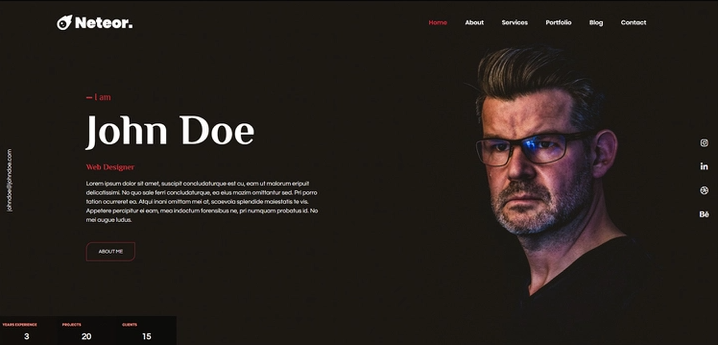 Neteor.
Home About Services Portfolio Blog Contact
I am
John Doe
Web Designer
Lorem ipsum dolor sit amet, suscipit concludaturque est cu, eam ut malorum eripuit
delicatissimi. No quo sale ferri concludaturque, ea eius mazim omittantur sed. Pri porro
tation ocurreret ea. Atqui inani omittam mei at, scaevola splendide maiestatis te vis.
Appetere percipitur ei eam, mea indoctum forensibus ne, pri numquam probatus id. No
mei augue ludus.
ABOUT ME
johndoe@johndoe.com
Bē
YEARS EXPERIENCE PROJECTS CLIENTS
3 20 15